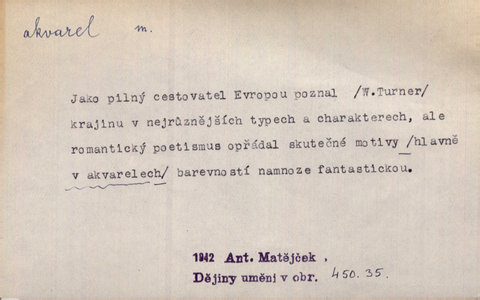 akvarel m.
Jako pilný cestovatel Evropou poznal /W.Turner/
krajinu v nejrůznějších typech a charakterech, ale
romantický poetismus opřádal skutečné motivy /hlavně
v akvarelech/ barevností namnoze fantastickou.
1942 Ant. Matějček ,
Dějiny umění v obr. 450.35.